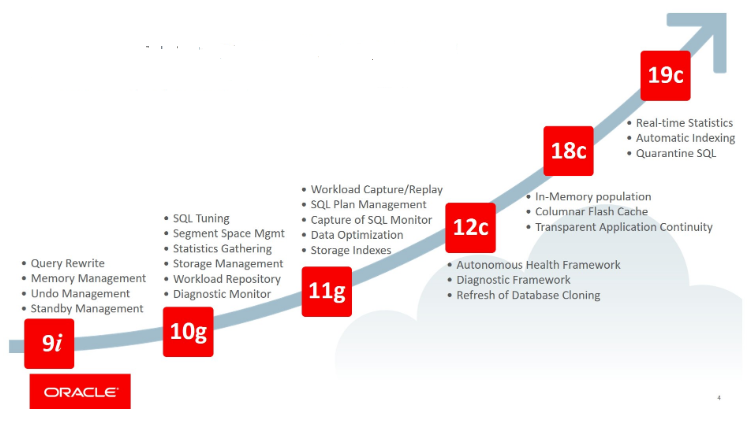 19c
• Real-time Statistics
• Automatic Indexing
• Quarantine SQL
18c
• In-Memory population
• Columnar Flash Cache
• Transparent Application Continuity
12c
• Autonomous Health Framework
• Diagnostic Framework
• Refresh of Database Cloning
• Workload Capture/Replay
• SQL Plan Management
• Capture of SQL Monitor
• Data Optimization
• Storage Indexes
11g
• SQL Tuning
• Segment Space Mgmt
• Statistics Gathering
• Storage Management
• Workload Repository
• Diagnostic Monitor
10g
• Query Rewrite
• Memory Management
• Undo Management
• Standby Management
9i
ORACLE
4